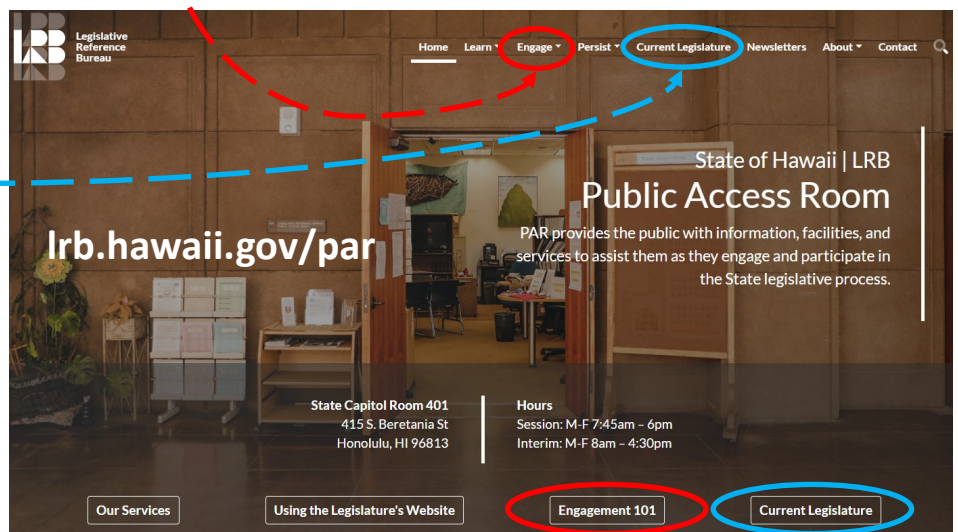 LRB
Legislative
Reference
Bureau
Home Learn Engage Persist Current Legislature Newsletters About Contact
State of Hawaii | LRB
Public Access Room
PAR provides the public with information, facilities, and
services to assist them as they engage and participate in
the State legislative process.
lrb.hawaii.gov/par
State Capitol Room 401
415 S. Beretania St
Honolulu, HI 96813
Hours
Session: M-F 7:45am – 6pm
Interim: M-F 8am – 4:30pm
Our Services
Using the Legislature's Website
Engagement 101
Current Legislature